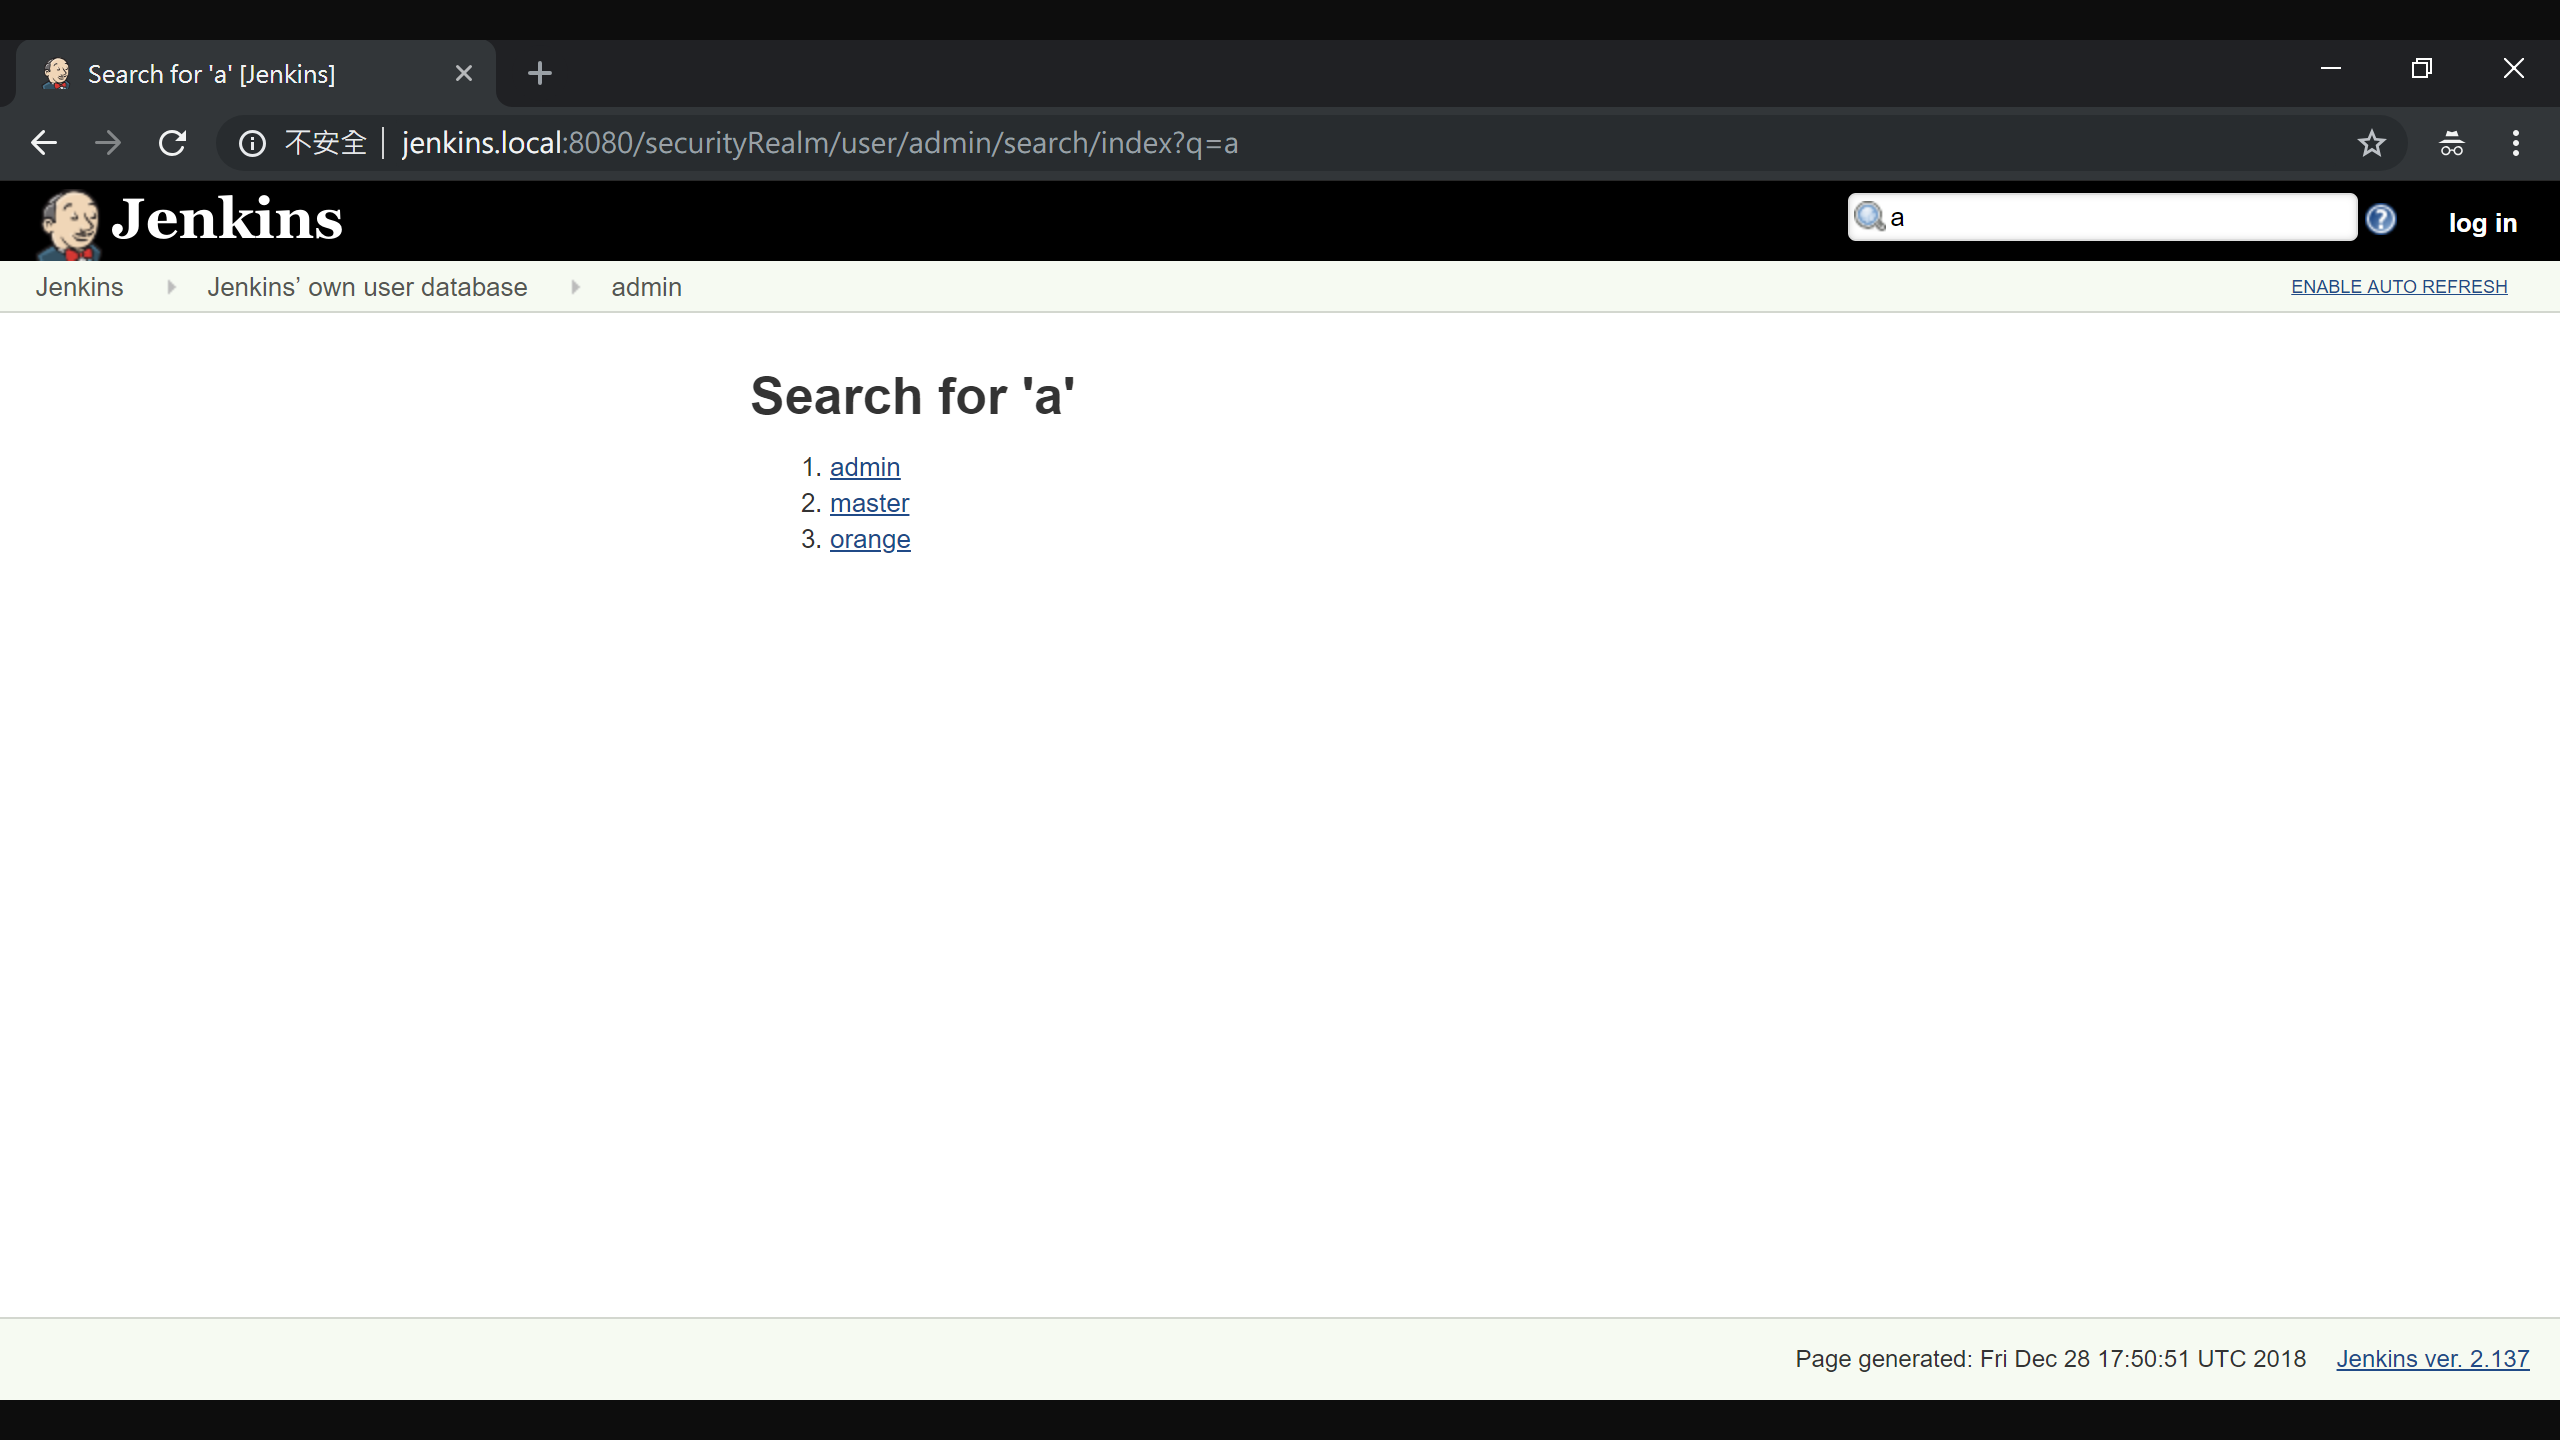 Search for 'a' [Jenkins]
不安全 jenkins.local:8080/securityRealm/user/admin/search/index?q=a
Jenkins a ? log in
Jenkins Jenkins’ own user database admin ENABLE AUTO REFRESH
Search for 'a'
1. admin
2. master
3. orange
Page generated: Fri Dec 28 17:50:51 UTC 2018 Jenkins ver. 2.137